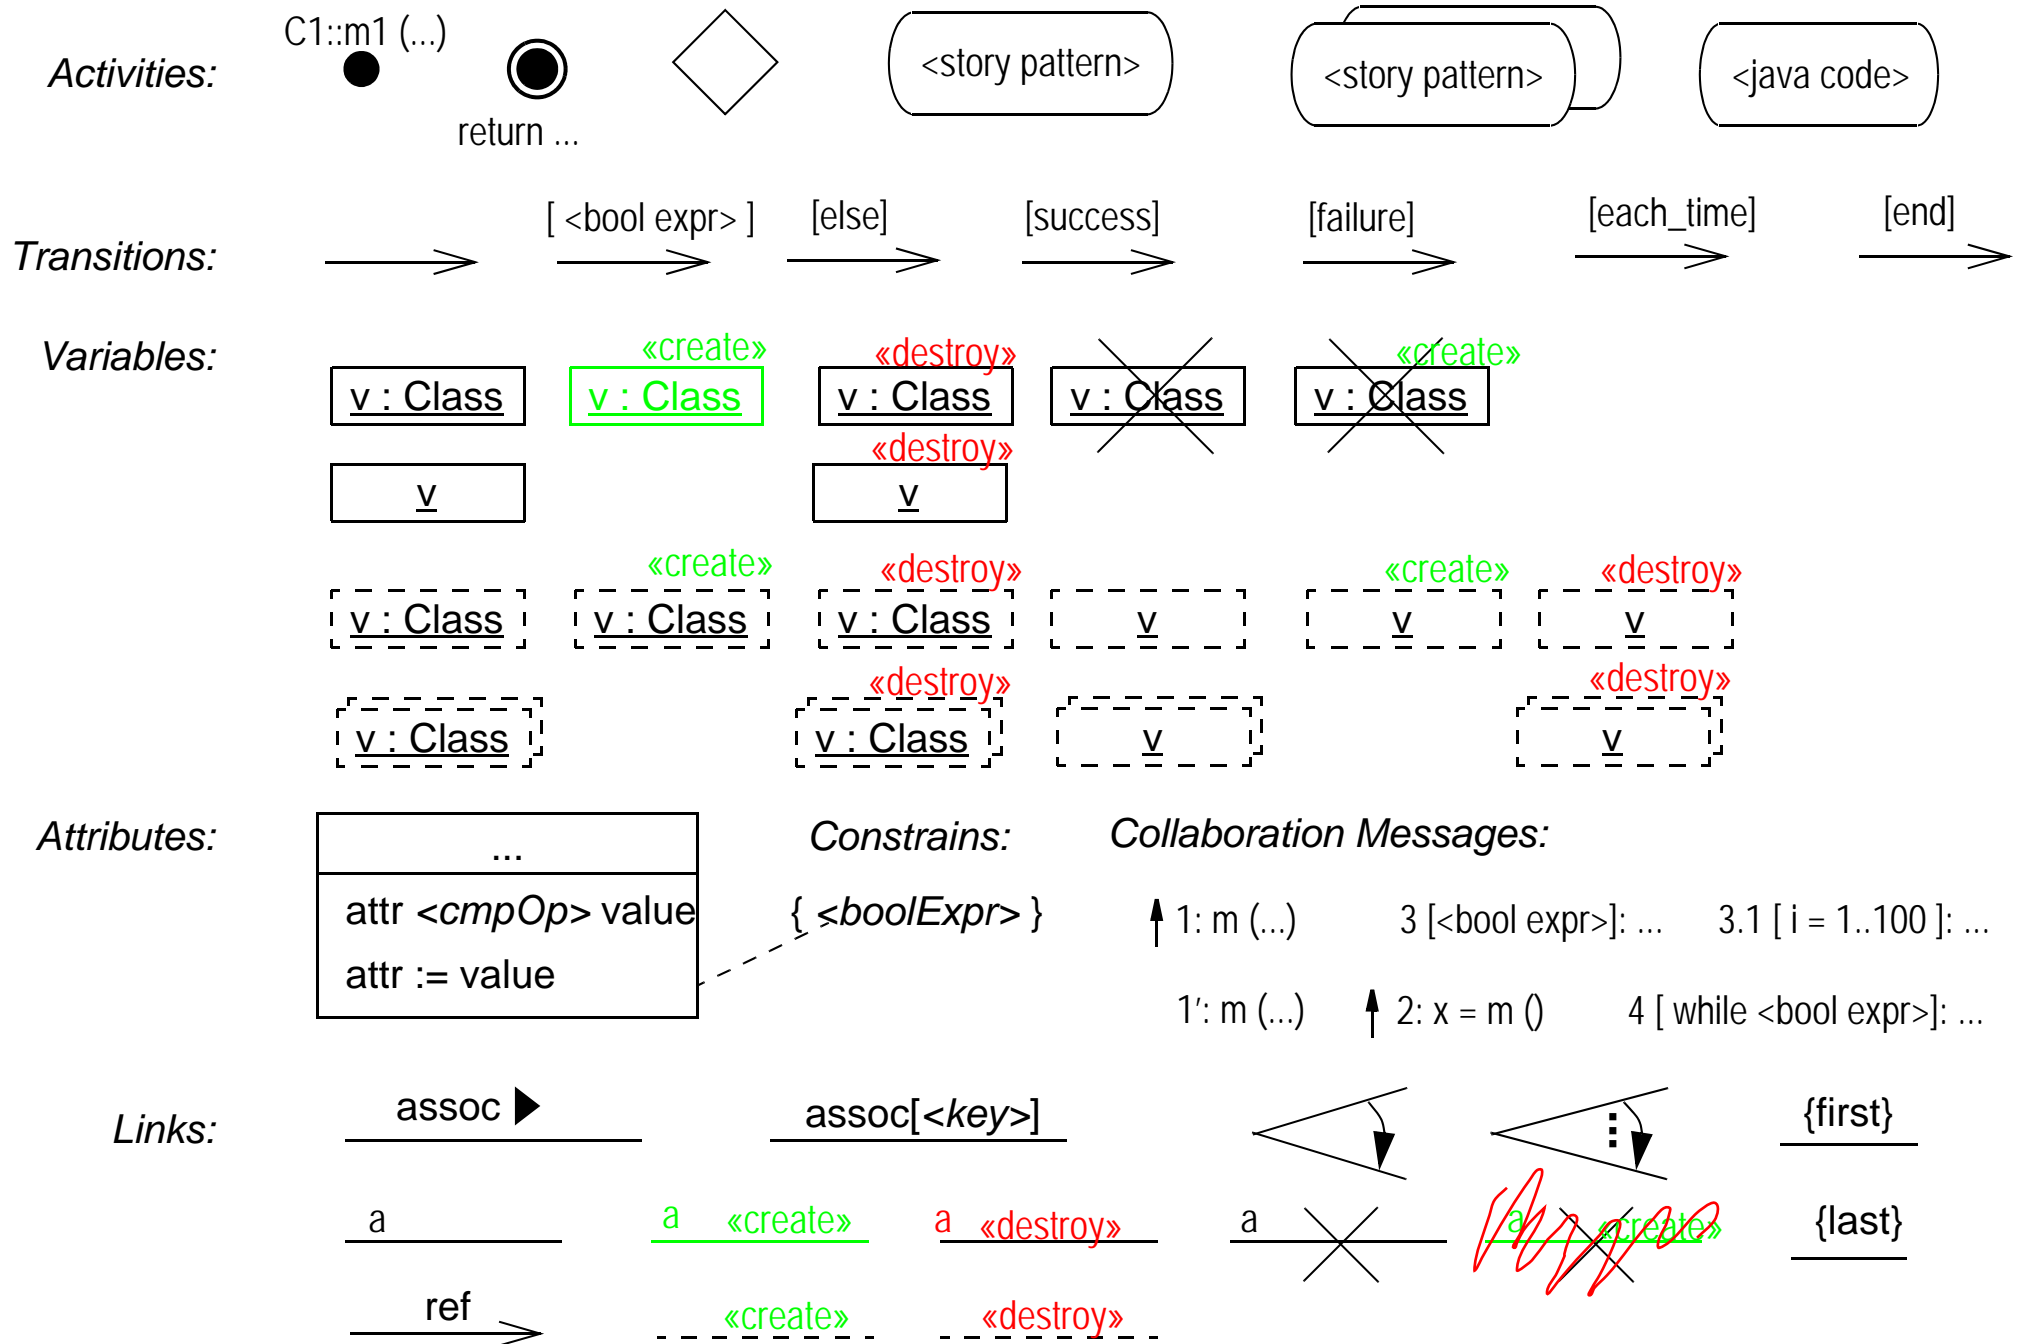 C1::m1 (...)
Activities:
<story pattern>
<story pattern>
<java code>
return ...
[ <bool expr> ]
[else]
[success]
[failure]
[each_time]
[end]
Transitions:
Variables:
«create»
«destroy»
«create»
v : Class
v : Class
v : Class
v : Class
v : Class
«destroy»
v
v
«create»
«destroy»
«create»
«destroy»
v : Class
v : Class
v : Class
v
v
v
«destroy»
«destroy»
v : Class
v : Class
v
v
Attributes:
...
attr <cmpOp> value
attr := value
Constrains:
{ <boolExpr> }
Collaboration Messages:
1: m (...)
3 [<bool expr>]: ...
3.1 [ i = 1..100 ]: ...
1': m (...)
2: x = m ()
4 [ while <bool expr>]: ...
Links:
assoc
assoc[<key>]
{first}
a
a «create»
a «destroy»
a
a «create»
{last}
ref
«create»
«destroy»